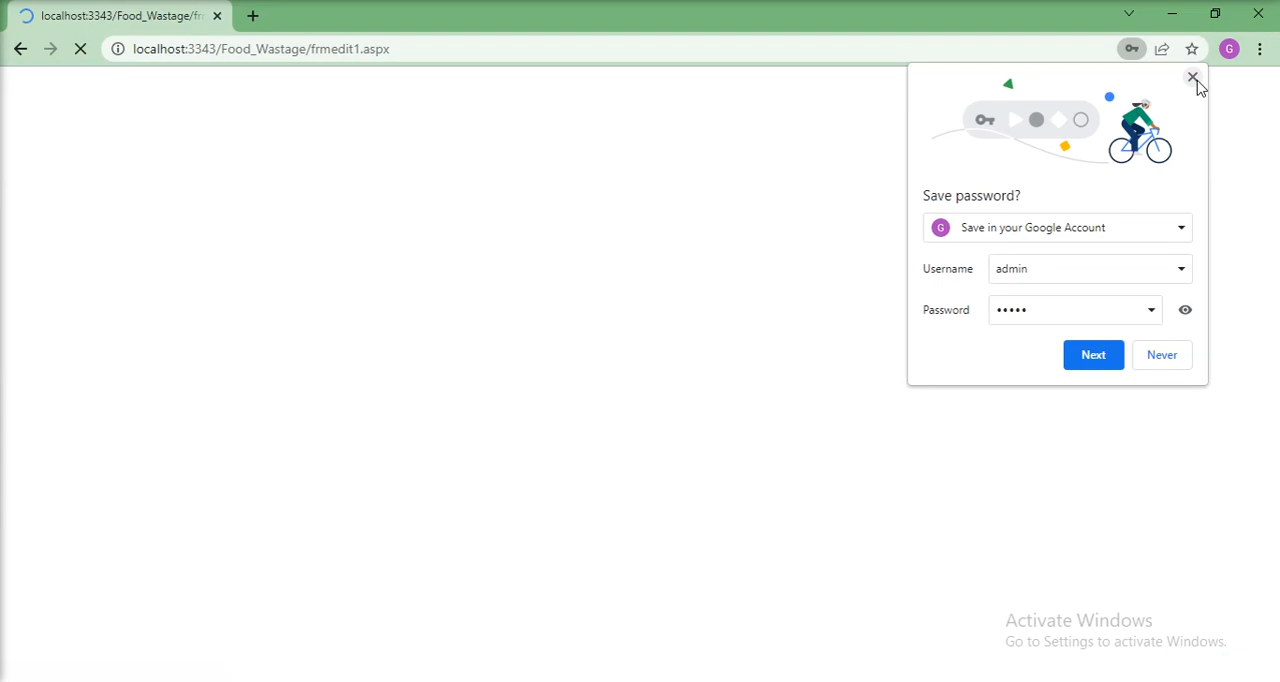 localhost:3343/Food_Wastage/fr
localhost:3343/Food_Wastage/frmedit1.aspx
G
Save password?
G Save in your Google Account
Username admin
Password •••••
Next Never
Activate Windows
Go to Settings to activate Windows.